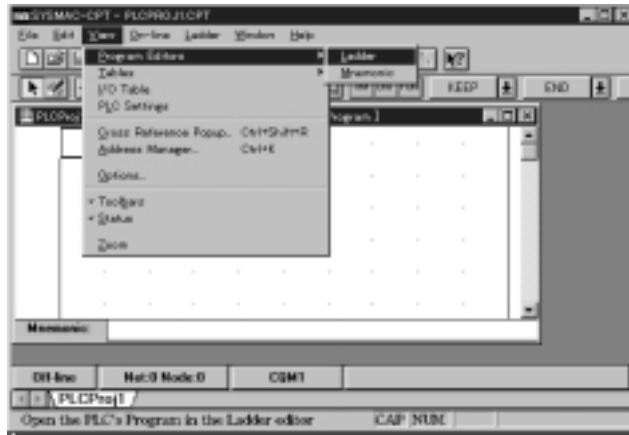 SYSMAC-CPT - PLCPROJ1.CPT
File Edit View On-line Ladder Window Help
Program Editors
Ladder
Tables
Mnemonic
I/O Table
PLC Settings
KEEP END
PLCProj
Program ]
Cross Reference Popup.. Ctrl+Shift+R
Address Manager.. Ctrl+E
Options..
Toolbars
Status
Zoom
Mnemonic:
Off-line Net:0 Node:0 CQM1
PLCProj1
Open the PLC's Program in the Ladder editor CAP NUM